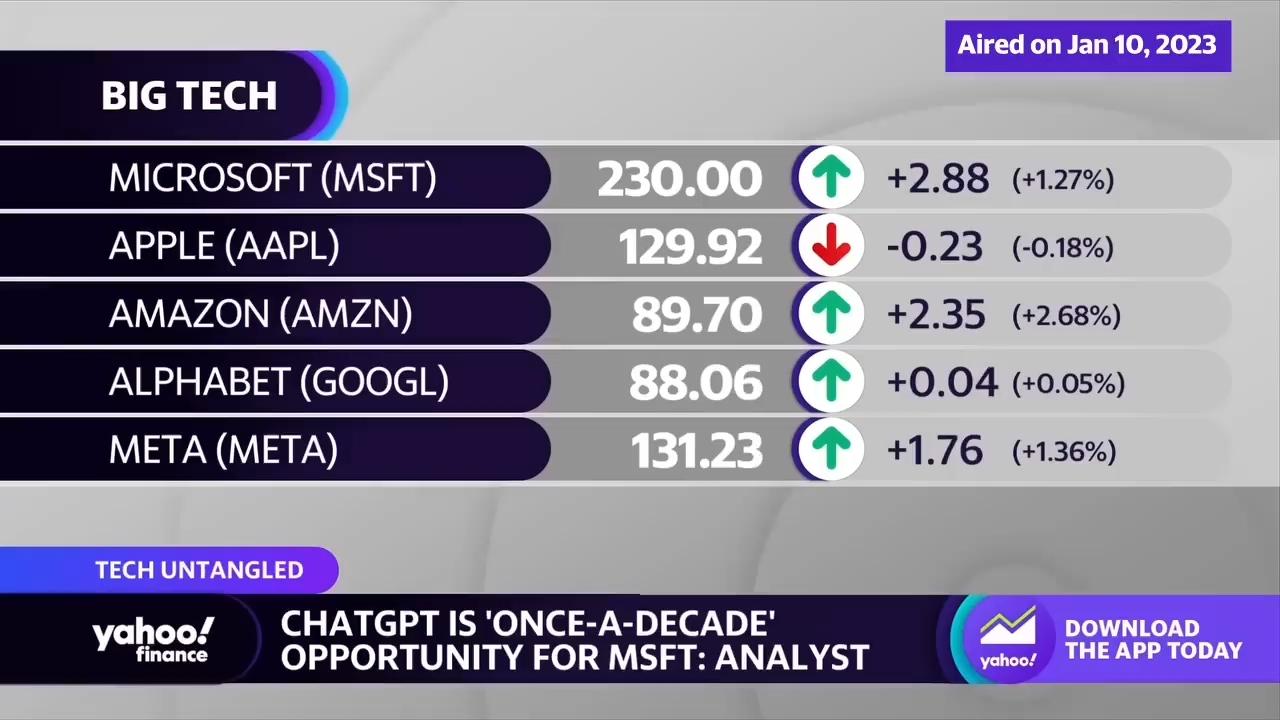 Aired on Jan 10, 2023
BIG TECH
MICROSOFT (MSFT) 230.00 +2.88 (+1.27%)
APPLE (AAPL) 129.92 -0.23 (-0.18%)
AMAZON (AMZN) 89.70 +2.35 (+2.68%)
ALPHABET (GOOGL) 88.06 +0.04 (+0.05%)
META (META) 131.23 +1.76 (+1.36%)
TECH UNTANGLED
yahoo!
finance
CHATGPT IS 'ONCE-A-DECADE'
OPPORTUNITY FOR MSFT: ANALYST
yahoo!
DOWNLOAD
THE APP TODAY